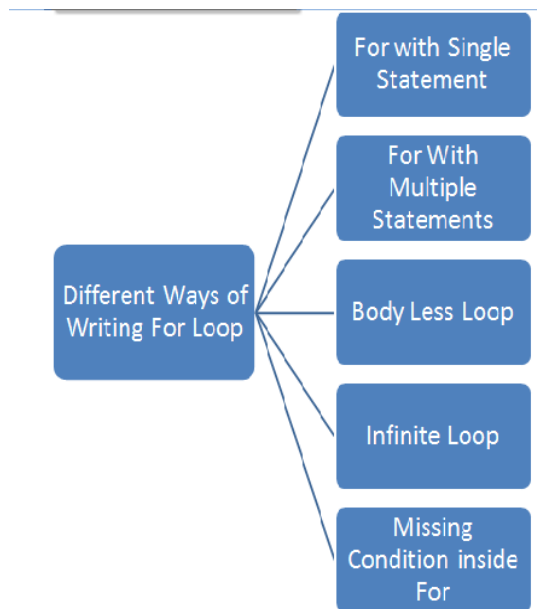 Different Ways of
Writing For Loop
For with Single
Statement
For With
Multiple
Statements
Body Less Loop
Infinite Loop
Missing
Condition inside
For